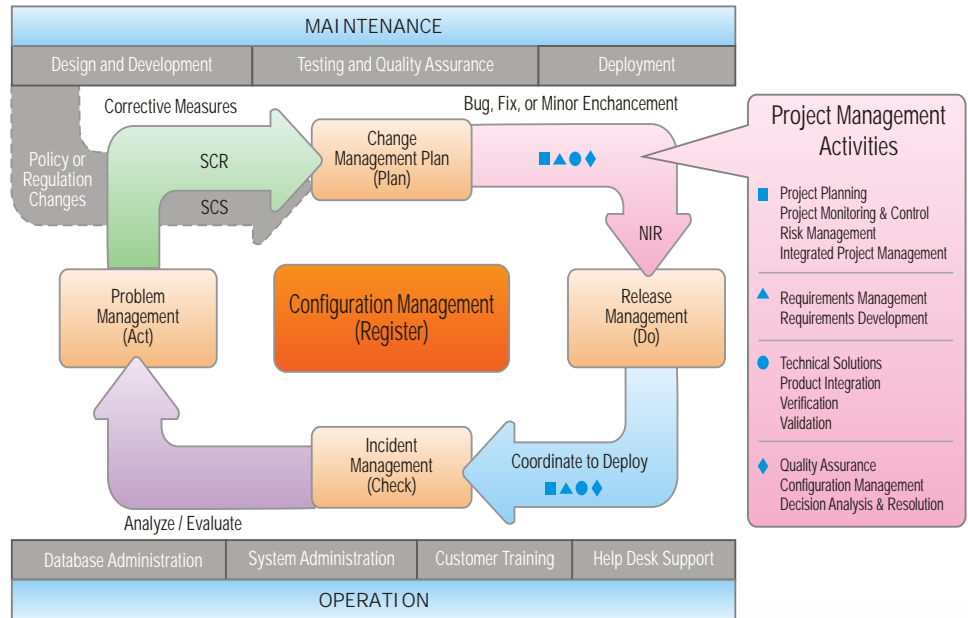 MAINTENANCE
Design and Development
Testing and Quality Assurance
Deployment
Corrective Measures
Bug, Fix, or Minor Enchancement
Policy or
Regulation
Changes
SCR
SCS
Change
Management Plan
(Plan)
NIR
Problem
Management
(Act)
Configuration Management
(Register)
Release
Management
(Do)
Incident
Management
(Check)
Coordinate to Deploy
Analyze / Evaluate
Project Management
Activities
Project Planning
Project Monitoring & Control
Risk Management
Integrated Project Management
Requirements Management
Requirements Development
Technical Solutions
Product Integration
Verification
Validation
Quality Assurance
Configuration Management
Decision Analysis & Resolution
Database Administration
System Administration
Customer Training
Help Desk Support
OPERATION